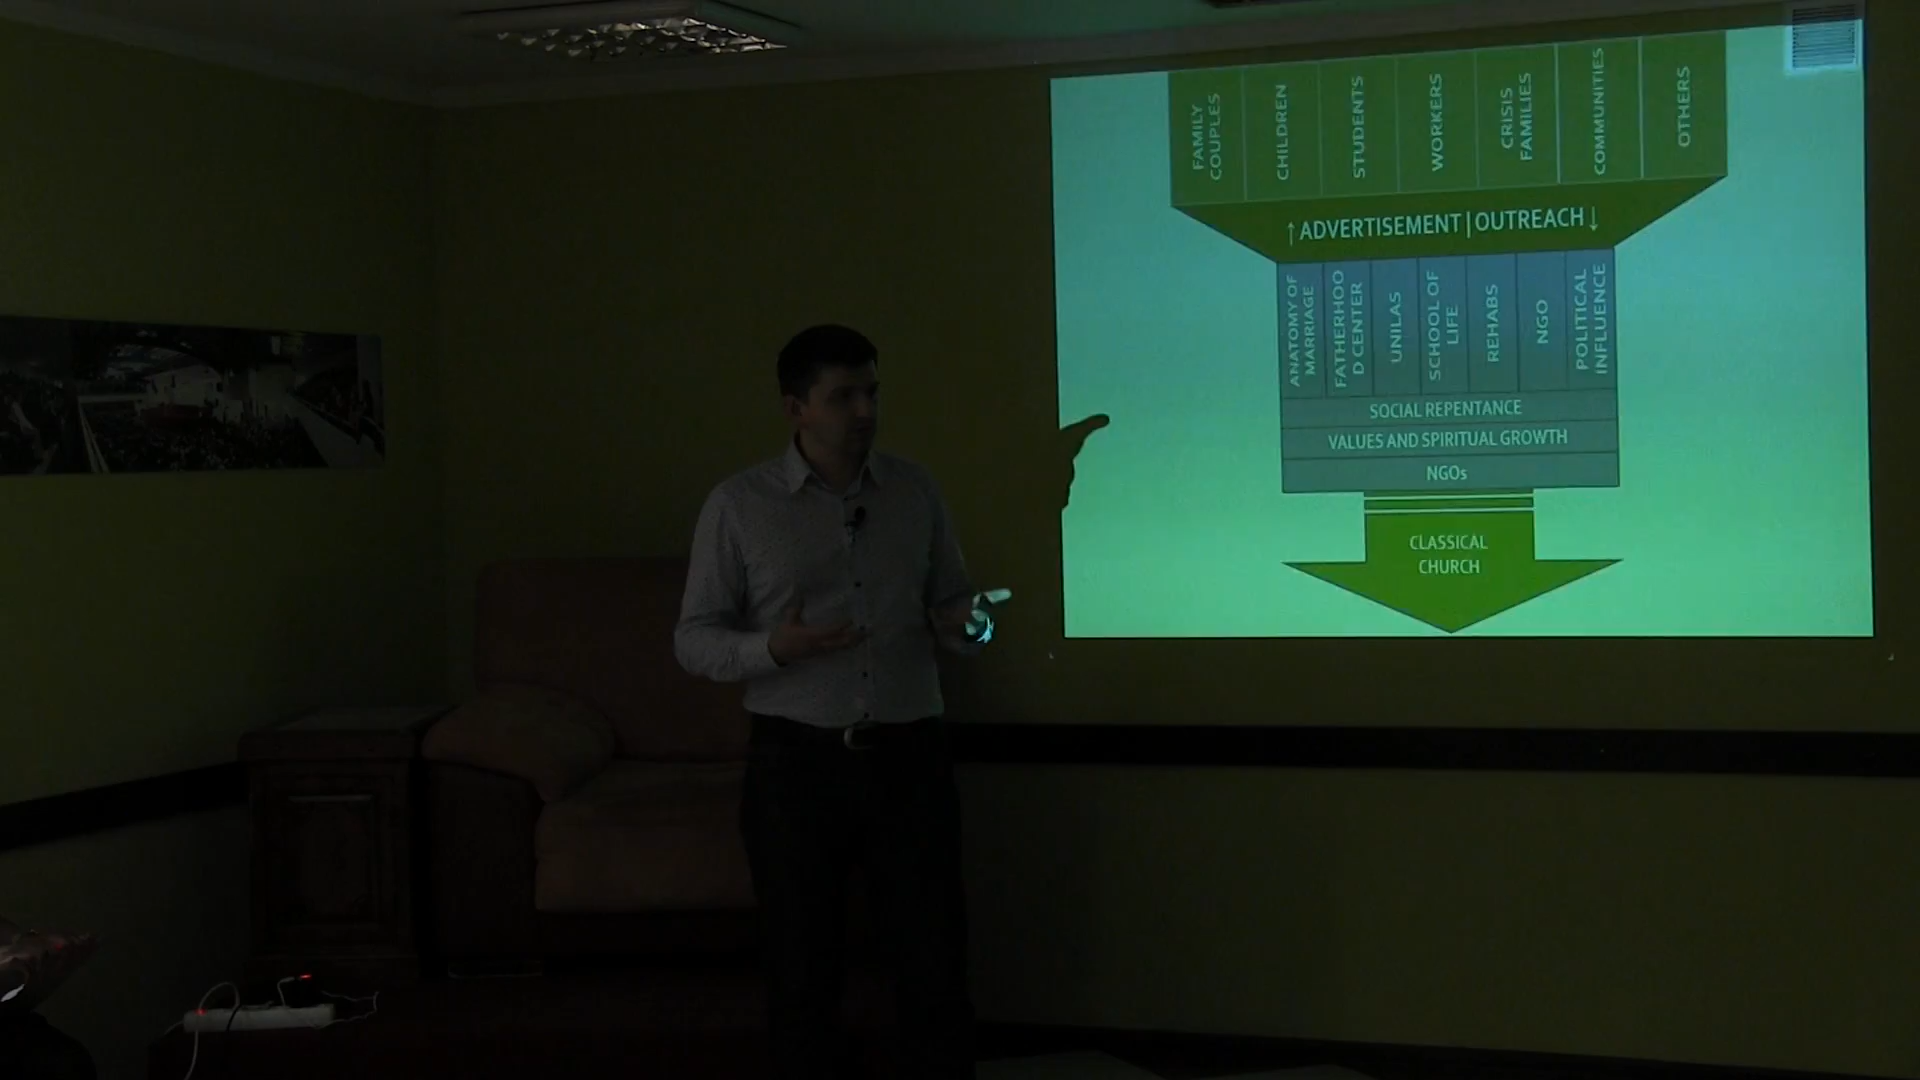 FAMILY
COUPLES
CHILDREN
STUDENTS
WORKERS
CRISIS
FAMILIES
COMMUNITIES
OTHERS
↑ADVERTISEMENT|OUTREACH↓
ANATOMY OF
MARRIAGE
FATHERHOO
D CENTER
UNILAS
SCHOOL OF
LIFE
REHABS
NGO
POLITICAL
INFLUENCE
SOCIAL REPENTANCE
VALUES AND SPIRITUAL GROWTH
NGOs
CLASSICAL
CHURCH